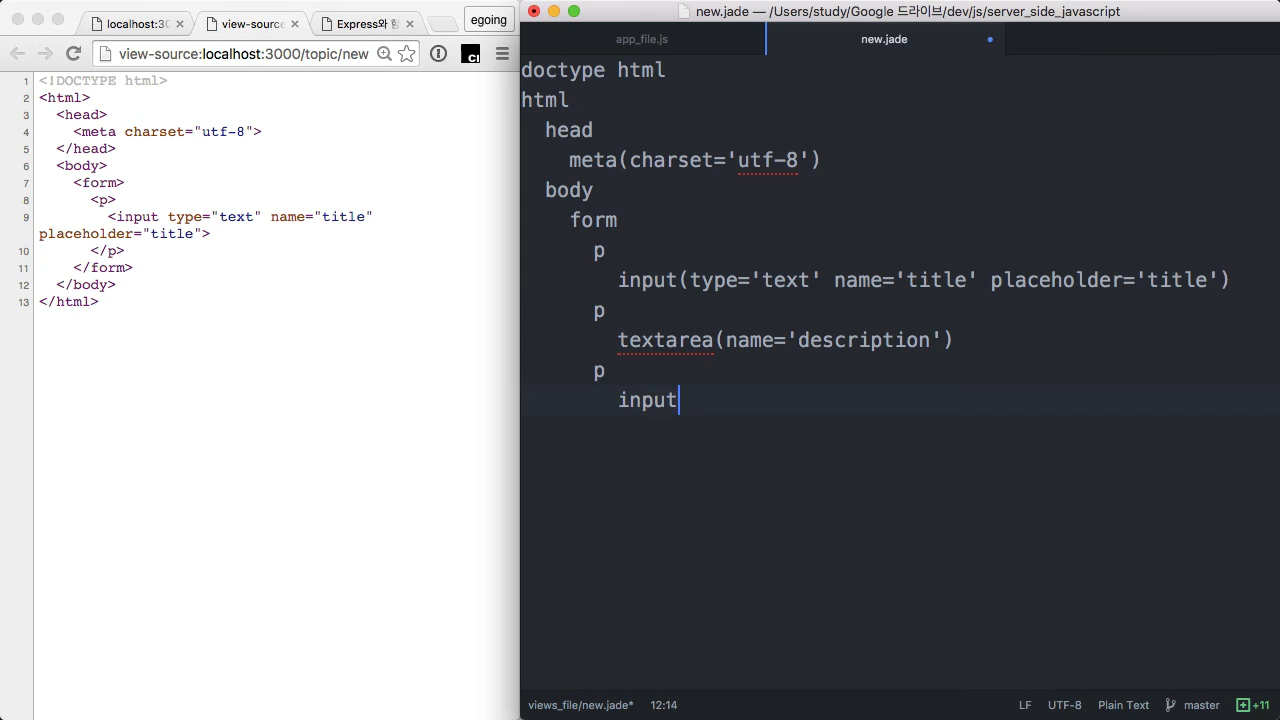 localhost:3
view-source
Express와
egoing
view-source:localhost:3000/topic/new
1 <!DOCTYPE html>
2 <html>
3 <head>
4 <meta charset="utf-8">
5 </head>
6 <body>
7 <form>
8 <p>
9 <input type="text" name="title"
placeholder="title">
10 </p>
11 </form>
12 </body>
13 </html>
new.jade — /Users/study/Google 드라이브/dev/js/server_side_javascript
app_file.js
new.jade
doctype html
html
head
meta(charset='utf-8')
body
form
p
input(type='text' name='title' placeholder='title')
p
textarea(name='description')
p
input
views_file/new.jade* 12:14
LF UTF-8 Plain Text master +11